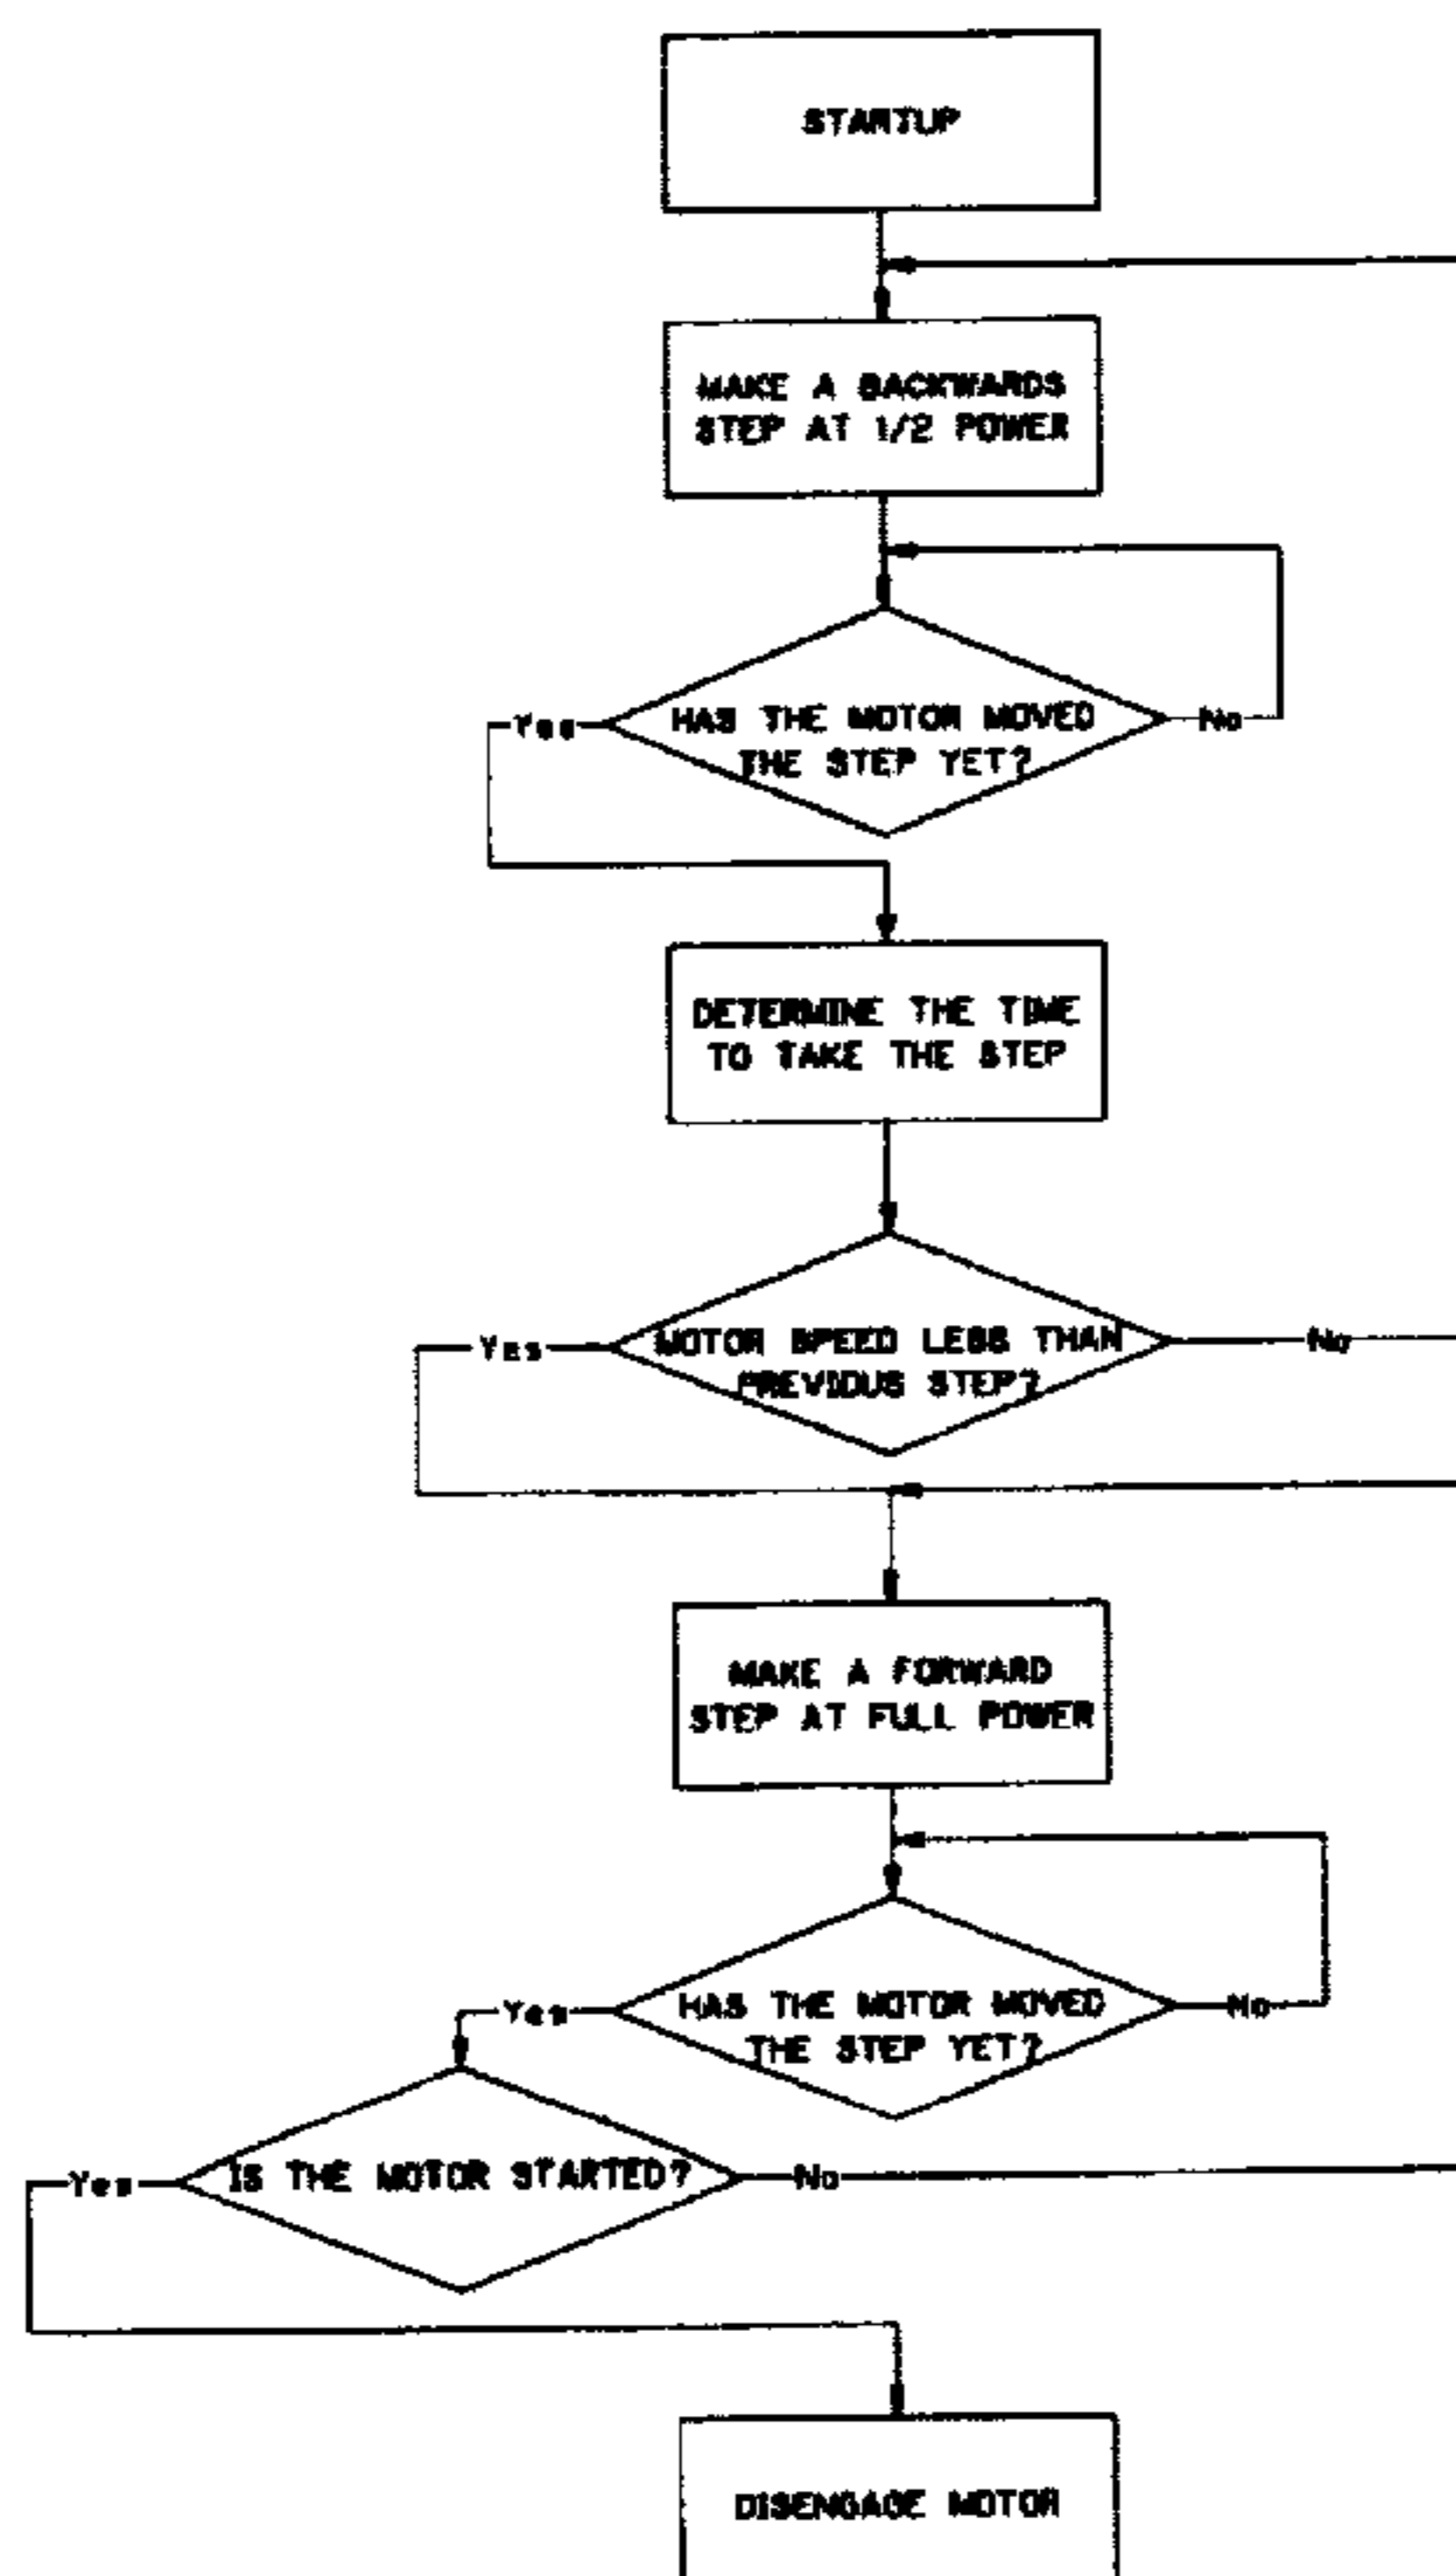 STARTUP
MAKE A BACKWARDS
STEP AT 1/2 POWER
HAS THE MOTOR MOVED
THE STEP YET?
Yes
No
DETERMINE THE TIME
TO TAKE THE STEP
MOTOR SPEED LESS THAN
PREVIOUS STEP?
Yes
No
MAKE A FORWARD
STEP AT FULL POWER
HAS THE MOTOR MOVED
THE STEP YET?
Yes
No
IS THE MOTOR STARTED?
Yes
No
DISENGAGE MOTOR